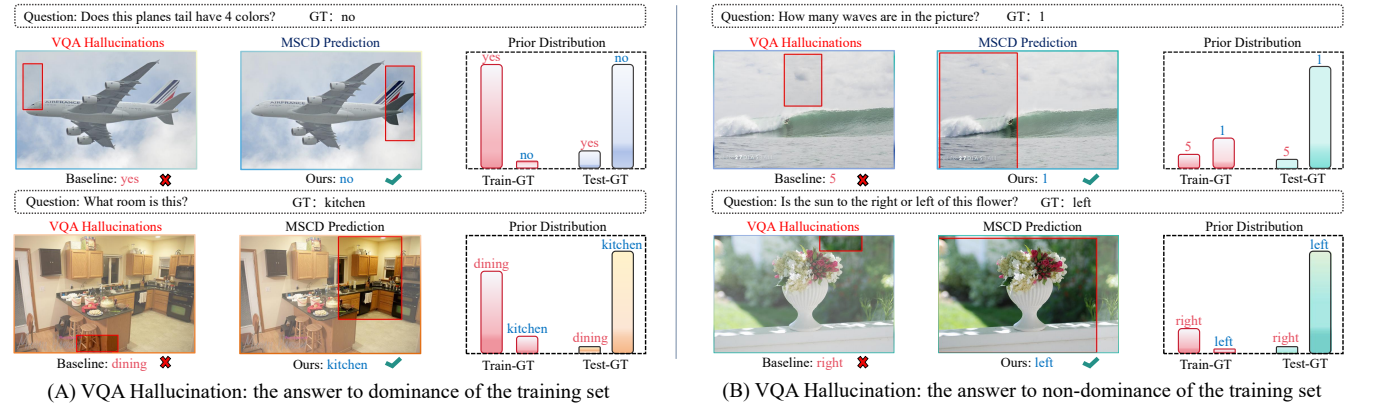 Question: Does this planes tail have 4 colors? GT: no
VQA Hallucinations MSCD Prediction Prior Distribution
yes
no
yes
no
AIRFRANCE
AIRFRANCE
Baseline: yes Ours: no Train-GT Test-GT
Question: What room is this? GT: kitchen
VQA Hallucinations MSCD Prediction Prior Distribution
dining
kitchen
dining
kitchen
Baseline: dining Ours: kitchen Train-GT Test-GT
(A) VQA Hallucination: the answer to dominance of the training set
Question: How many waves are in the picture? GT: 1
VQA Hallucinations MSCD Prediction Prior Distribution
5
1
5
1
Baseline: 5 Ours: 1 Train-GT Test-GT
Question: Is the sun to the right or left of this flower? GT: left
VQA Hallucinations MSCD Prediction Prior Distribution
right
left
right
left
Baseline: right Ours: left Train-GT Test-GT
(B) VQA Hallucination: the answer to non-dominance of the training set